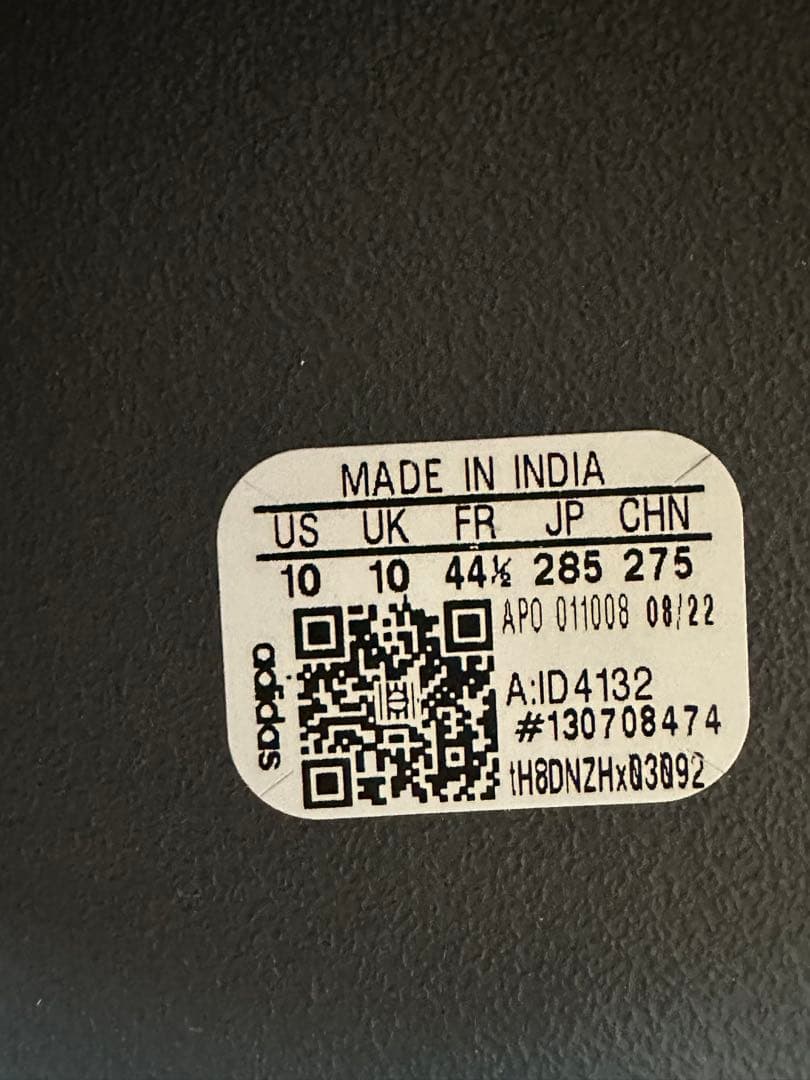 MADE IN INDIA
US UK FR JP CHN
10 10 44½ 285 275
APO 011008 08/22
A:ID4132
#130708474
tH8DNZHx03092
adidas